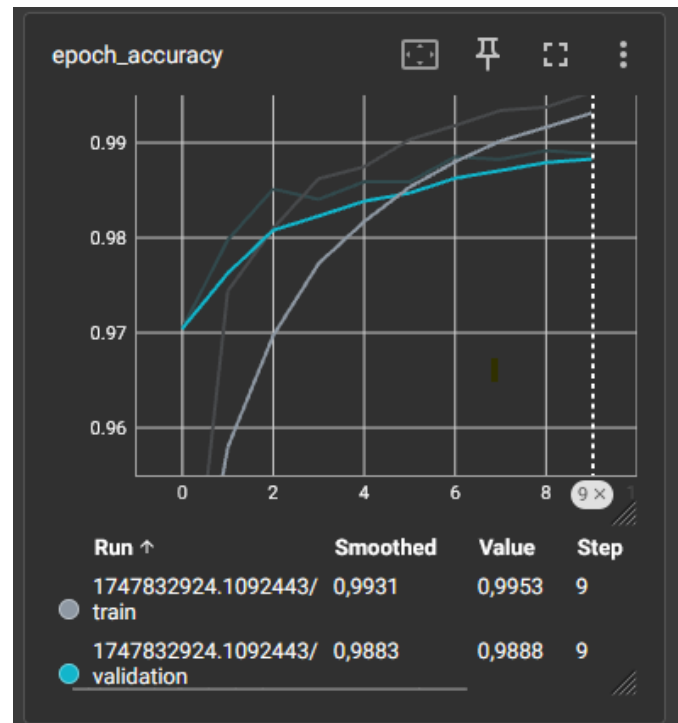 epoch_accuracy
0.99
0.98
0.97
0.96
0 2 4 6 8 9 1
Run Smoothed Value Step
1747832924.1092443/ 0,9931 0,9953 9
train
1747832924.1092443/ 0,9883 0,9888 9
validation